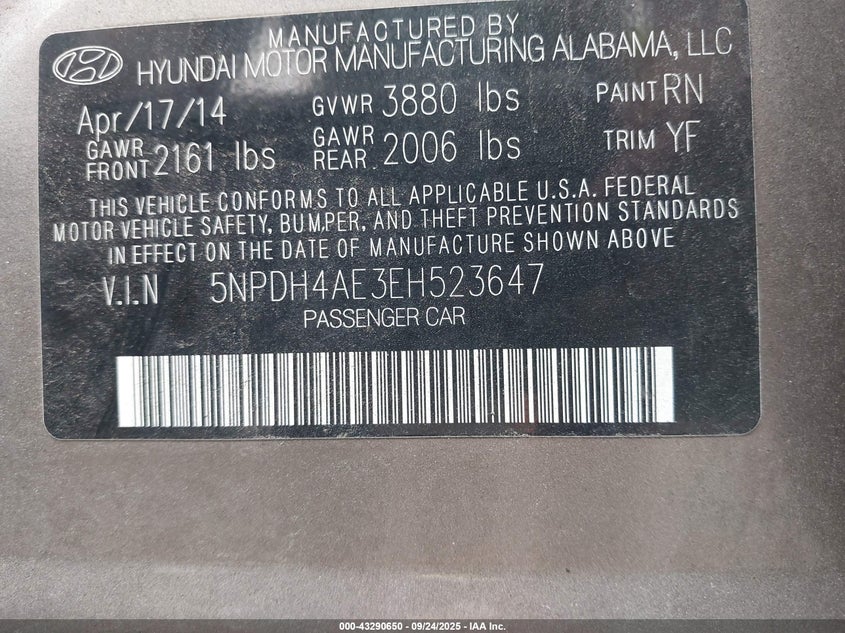 MANUFACTURED BY
HYUNDAI MOTOR MANUFACTURING ALABAMA, LLC
Apr/17/14 GVWR 3880 lbs PAINT RN
GAWR FRONT 2161 lbs GAWR REAR. 2006 lbs TRIM YF
THIS VEHICLE CONFORMS TO ALL APPLICABLE U.S.A. FEDERAL
MOTOR VEHICLE SAFETY, BUMPER, AND THEFT PREVENTION STANDARDS
IN EFFECT ON THE DATE OF MANUFACTURE SHOWN ABOVE
V.I.N 5NPDH4AE3EH523647
PASSENGER CAR
000-43290650 - 09/24/2025 - IAA Inc.